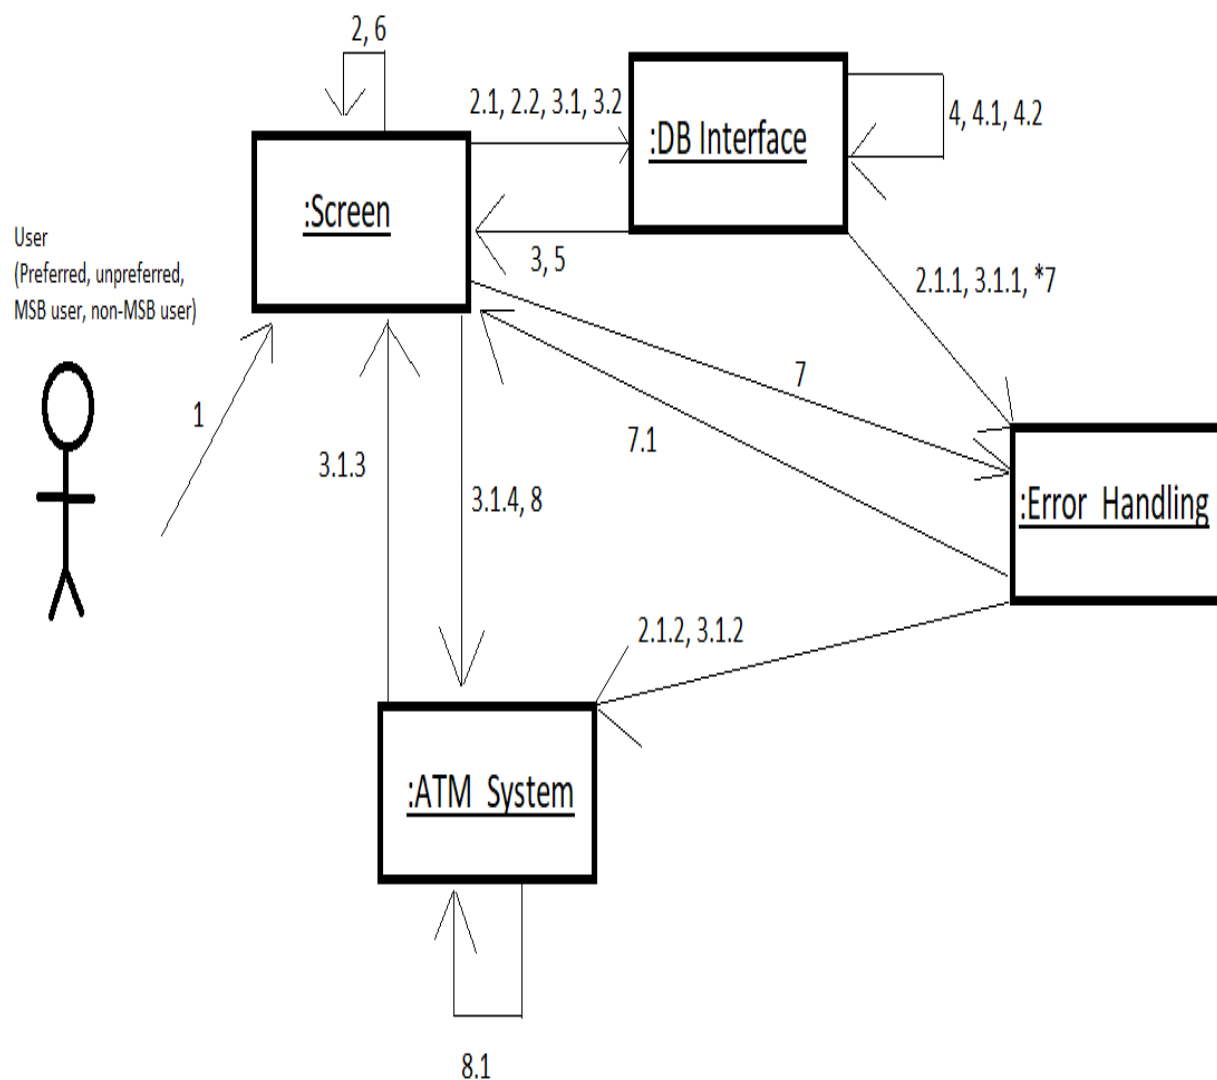 2, 6
2.1, 2.2, 3.1, 3.2
:DB Interface
4, 4.1, 4.2
:Screen
User
(Preferred, unpreferred,
MSB user, non-MSB user)
3, 5
2.1.1, 3.1.1, *7
1
7
7.1
3.1.3
3.1.4, 8
:Error Handling
2.1.2, 3.1.2
:ATM System
8.1